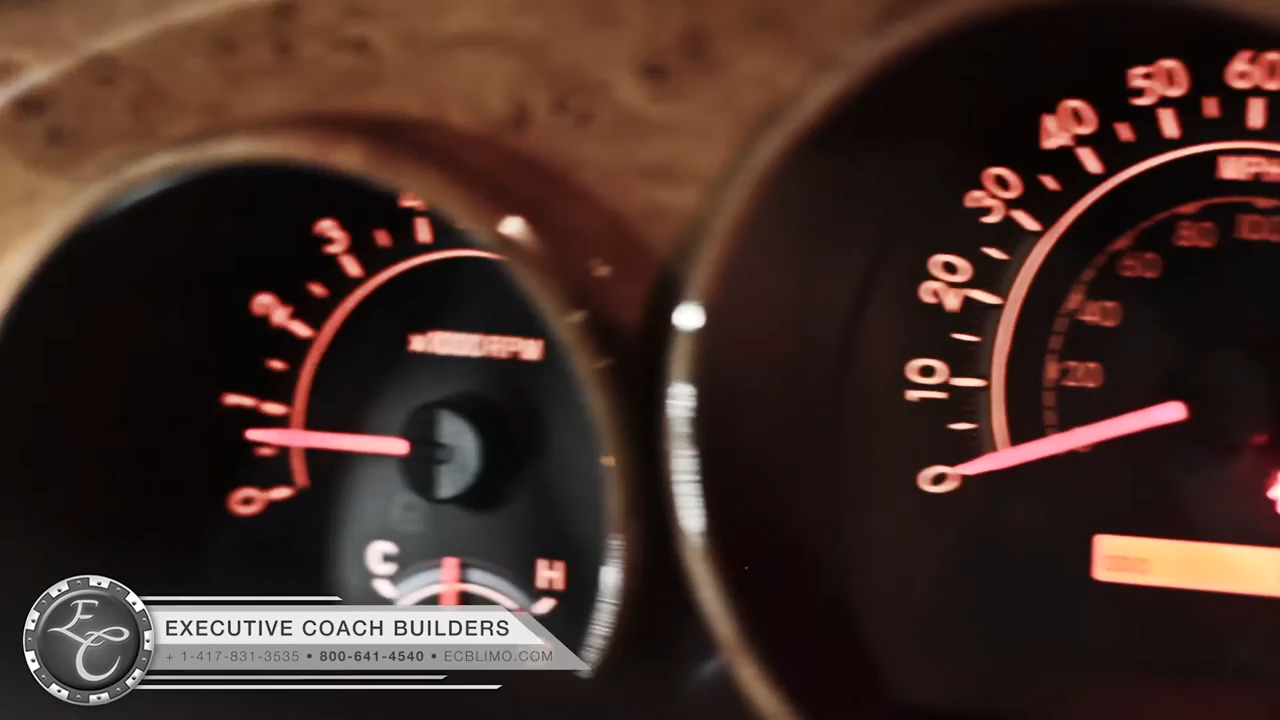 4
3
2
1
0
x1000RPM
C
H
50
60
40
30
20
10
0
MPH
100
80
60
40
20
EC
EXECUTIVE COACH BUILDERS
+ 1-417-831-3535 • 800-641-4540 • ECBLIMO.COM